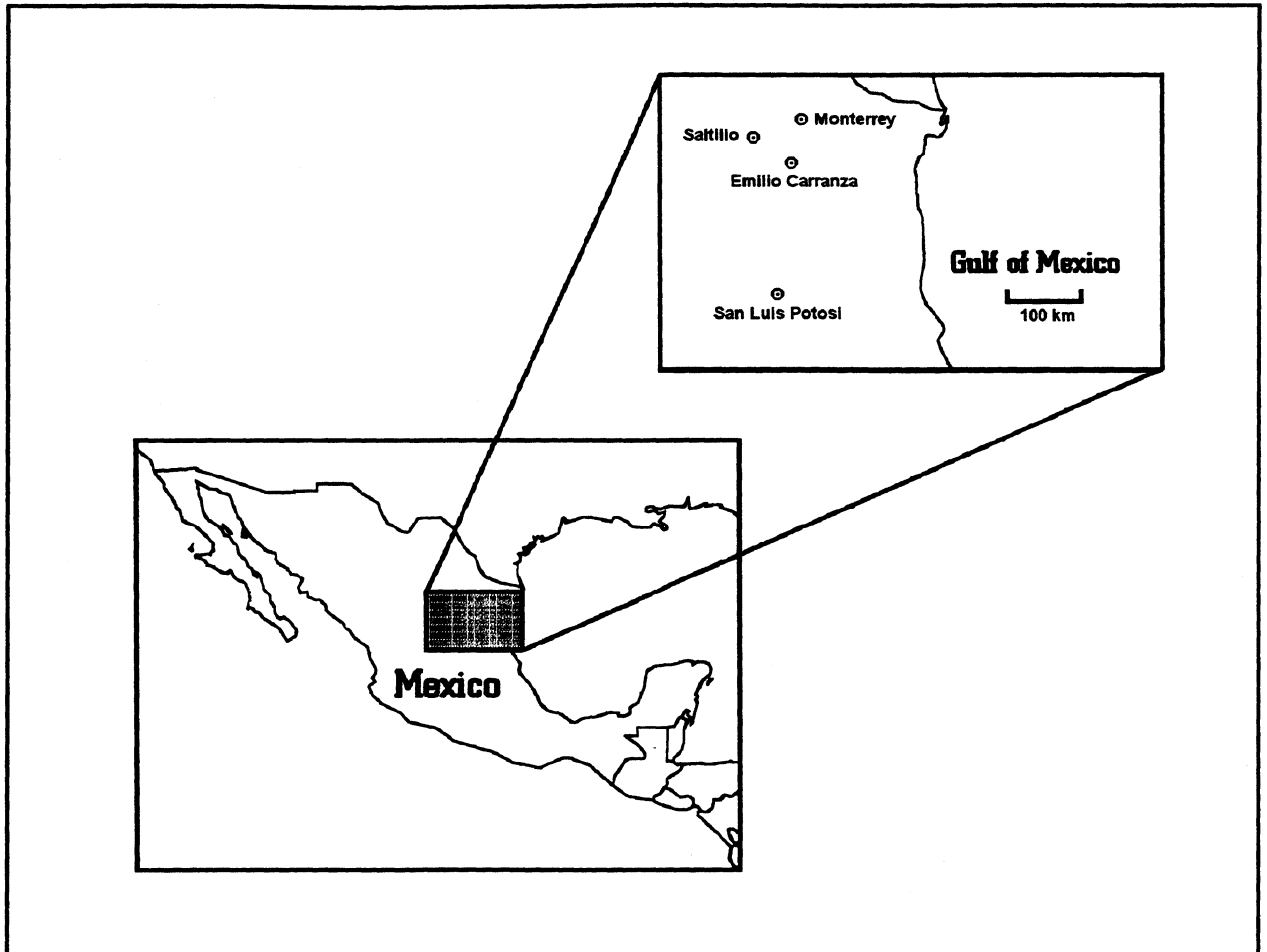 Monterrey
Saltillo
Emilio Carranza
Gulf of Mexico
100 km
San Luis Potosi
Mexico